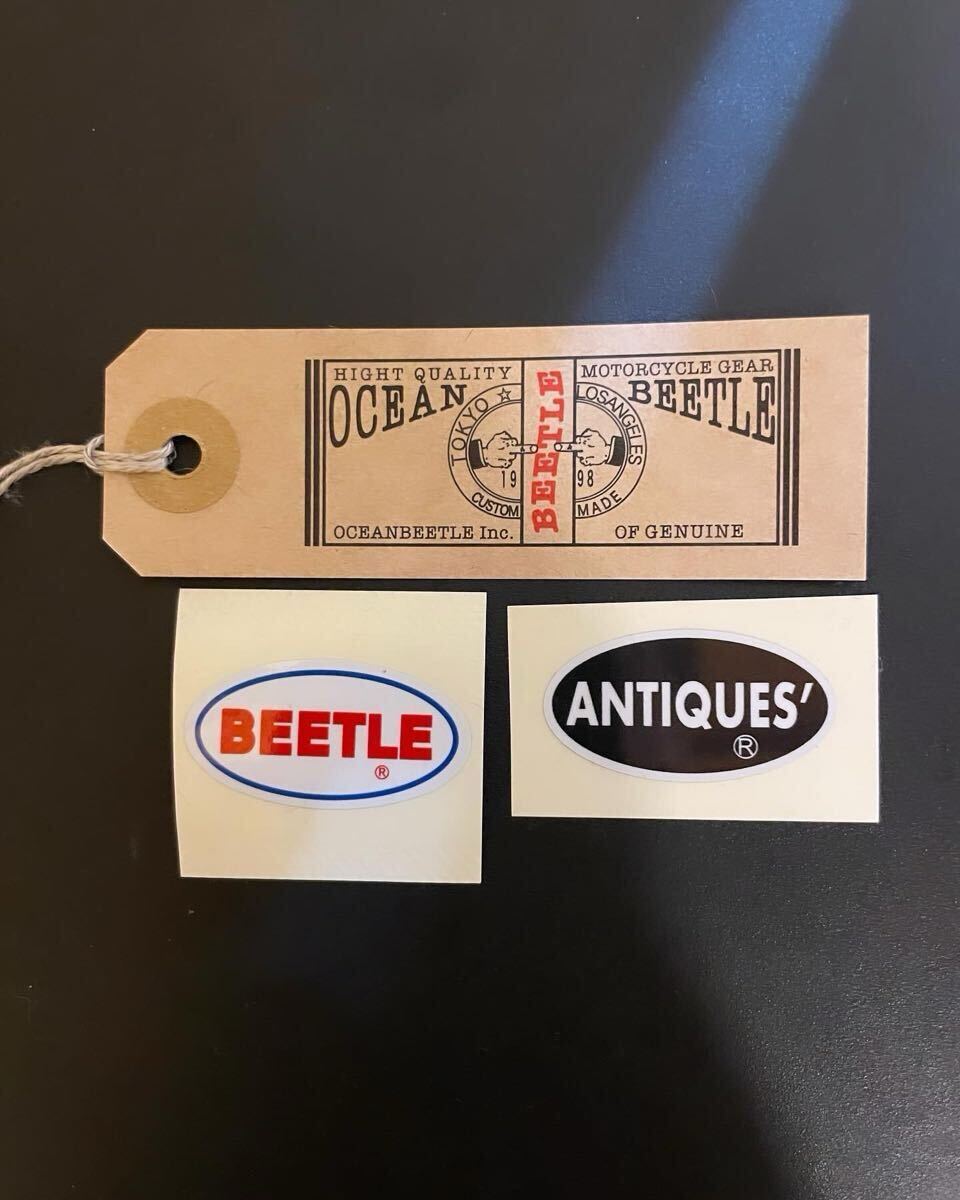 HIGHT QUALITY
MOTORCYCLE GEAR
OCEAN
BEETLE
TOKYO ☆
LOSANGELES
BEETLE
19
98
CUSTOM
MADE
OCEANBEETLE Inc.
OF GENUINE
BEETLE
®
ANTIQUES'
®